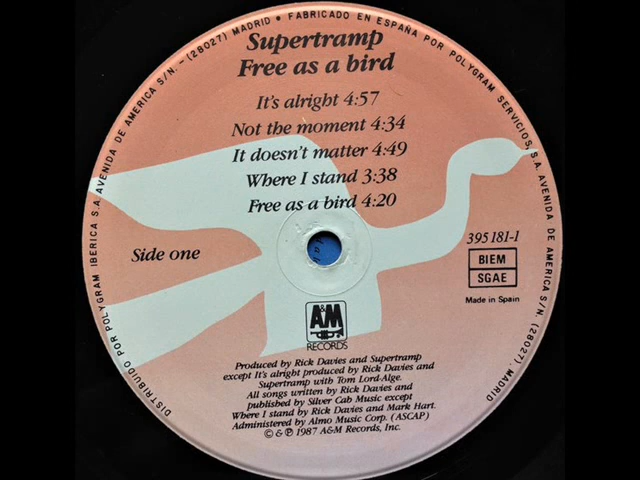 DISTRIBUIDO POR POLYGRAM IBERICA S.A. AVENIDA DE AMERICA S/N. - (28027) MADRID • FABRICADO EN ESPAÑA POR POLYGRAM SERVICIOS, S.A. AVENIDA DE AMERICA S/N. (28027) MADRID
Supertramp
Free as a bird
It's alright 4:57
Not the moment 4:34
It doesn't matter 4:49
Where I stand 3:38
Free as a bird 4:20
Side one
395 181-1
BIEM
SGAE
Made in Spain
A&M
RECORDS
Produced by Rick Davies and Supertramp
except It's alright produced by Rick Davies and
Supertramp with Tom Lord-Alge.
All songs written by Rick Davies and
published by Silver Cab Music except
Where I stand by Rick Davies and Mark Hart.
Administered by Almo Music Corp. (ASCAP)
© & ℗ 1987 A&M Records, Inc.